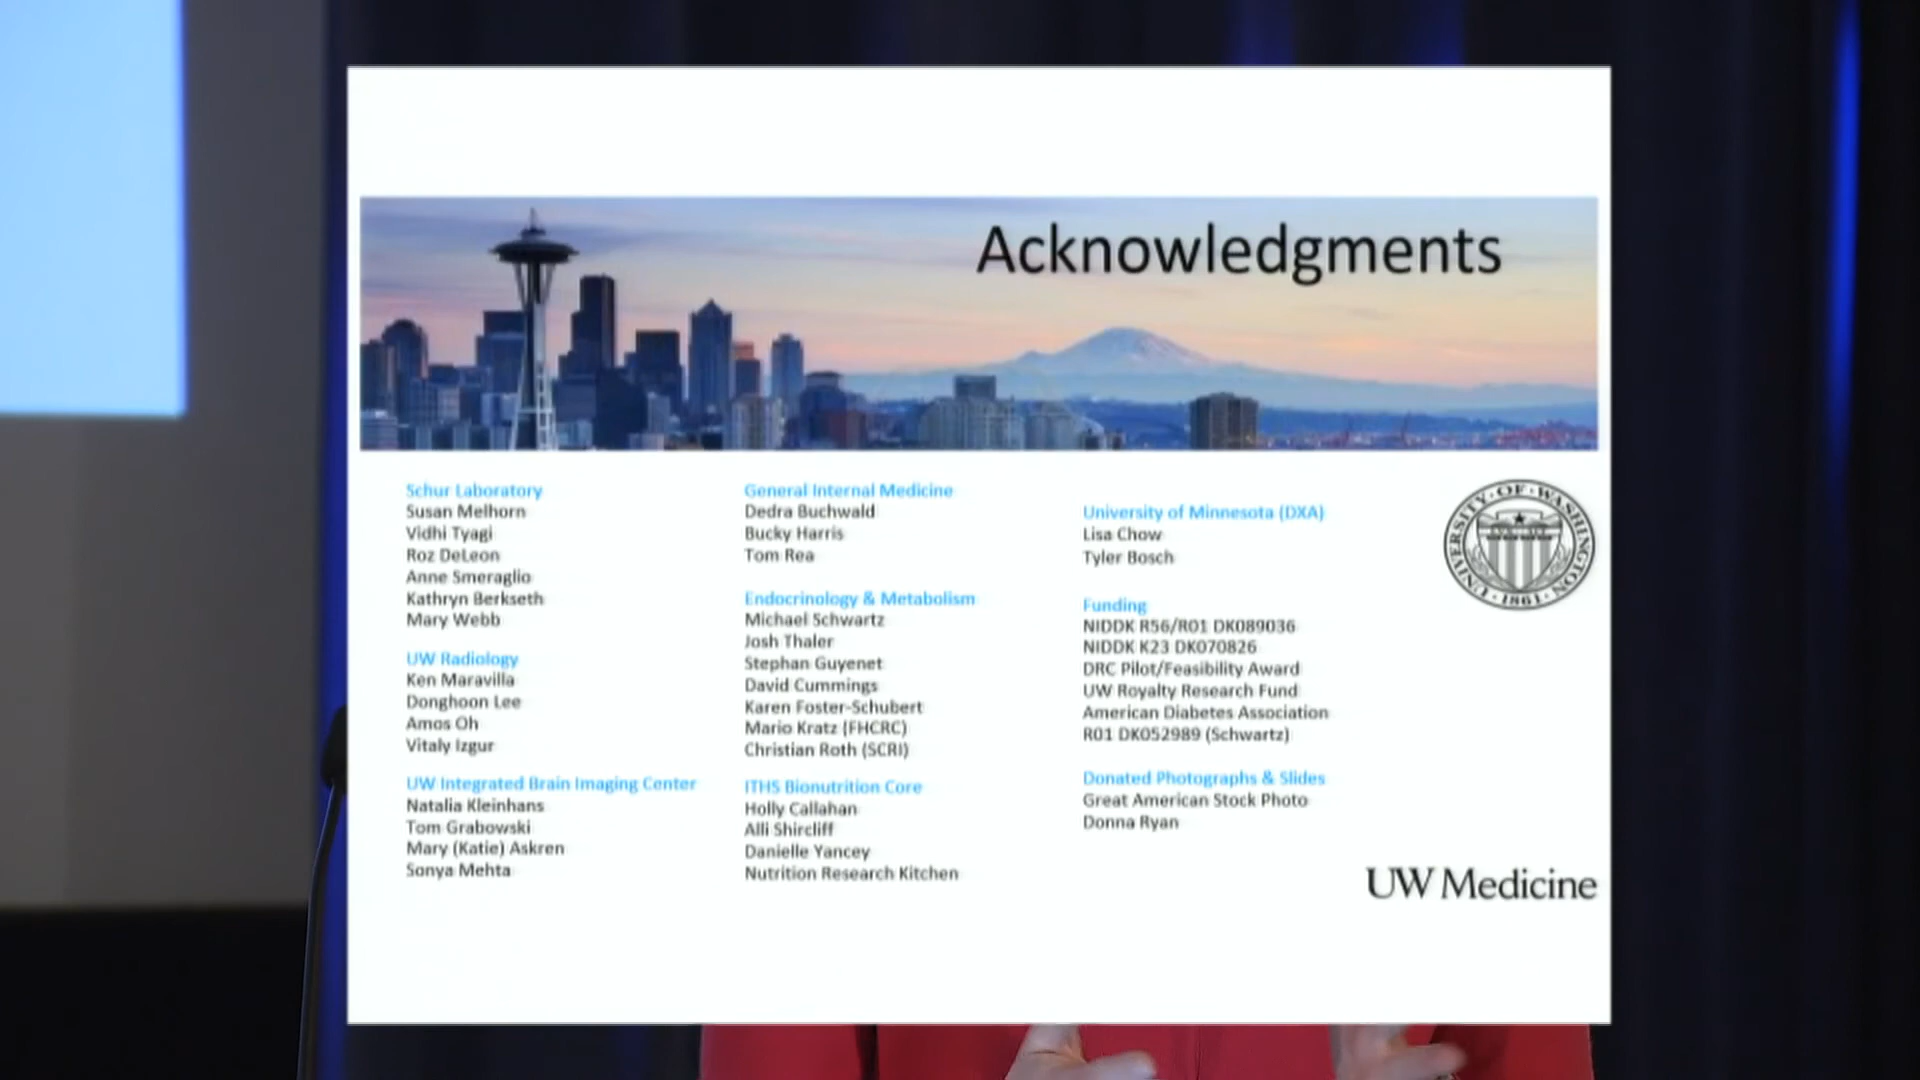 Acknowledgments
Schur Laboratory
Susan Melhorn
Vidhi Tyagi
Roz DeLeon
Anne Smeraglio
Kathryn Berkseth
Mary Webb
UW Radiology
Ken Maravilla
Donghoon Lee
Amos Oh
Vitaly Izgur
UW Integrated Brain Imaging Center
Natalia Kleinhans
Tom Grabowski
Mary (Katie) Askren
Sonya Mehta
General Internal Medicine
Dedra Buchwald
Bucky Harris
Tom Rea
Endocrinology & Metabolism
Michael Schwartz
Josh Thaler
Stephan Guyenet
David Cummings
Karen Foster-Schubert
Mario Kratz (FHCRC)
Christian Roth (SCRI)
ITHS Bionutrition Core
Holly Callahan
Alli Shircliff
Danielle Yancey
Nutrition Research Kitchen
University of Minnesota (DXA)
Lisa Chow
Tyler Bosch
Funding
NIDDK R56/R01 DK089036
NIDDK K23 DK070826
DRC Pilot/Feasibility Award
UW Royalty Research Fund
American Diabetes Association
R01 DK052989 (Schwartz)
Donated Photographs & Slides
Great American Stock Photo
Donna Ryan
UNIVERSITY · OF · WASHINGTON
· 1861 ·
UW Medicine